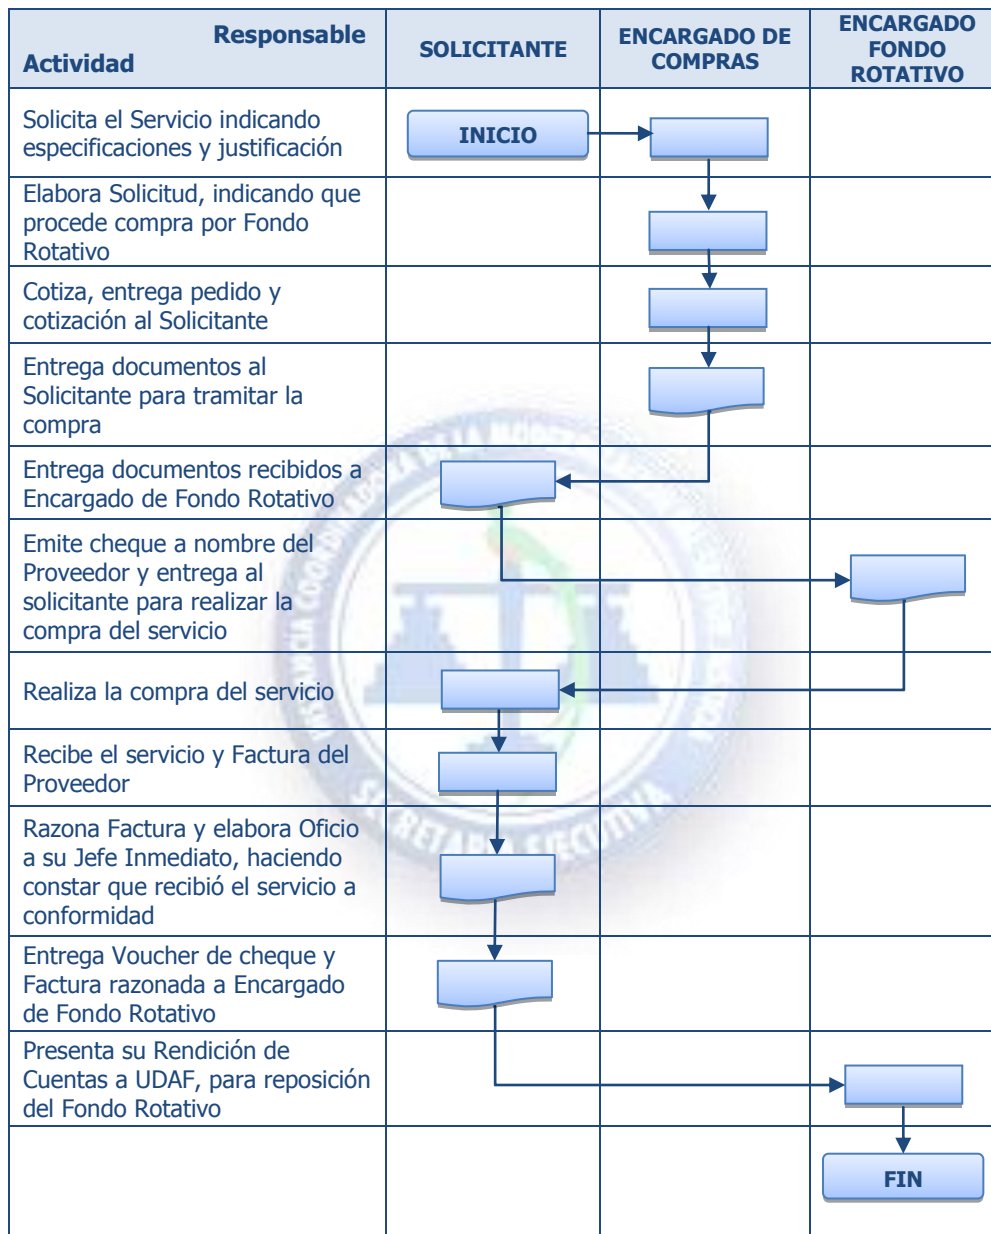 Responsable
Actividad
SOLICITANTE
ENCARGADO DE
COMPRAS
ENCARGADO
FONDO
ROTATIVO
Solicita el Servicio indicando
especificaciones y justificación
INICIO
Elabora Solicitud, indicando que
procede compra por Fondo
Rotativo
Cotiza, entrega pedido y
cotización al Solicitante
Entrega documentos al
Solicitante para tramitar la
compra
Entrega documentos recibidos a
Encargado de Fondo Rotativo
Emite cheque a nombre del
Proveedor y entrega al
solicitante para realizar la
compra del servicio
Realiza la compra del servicio
Recibe el servicio y Factura del
Proveedor
Razona Factura y elabora Oficio
a su Jefe Inmediato, haciendo
constar que recibió el servicio a
conformidad
Entrega Voucher de cheque y
Factura razonada a Encargado
de Fondo Rotativo
Presenta su Rendición de
Cuentas a UDAF, para reposición
del Fondo Rotativo
FIN
SECRETARIA EJECUTIVA